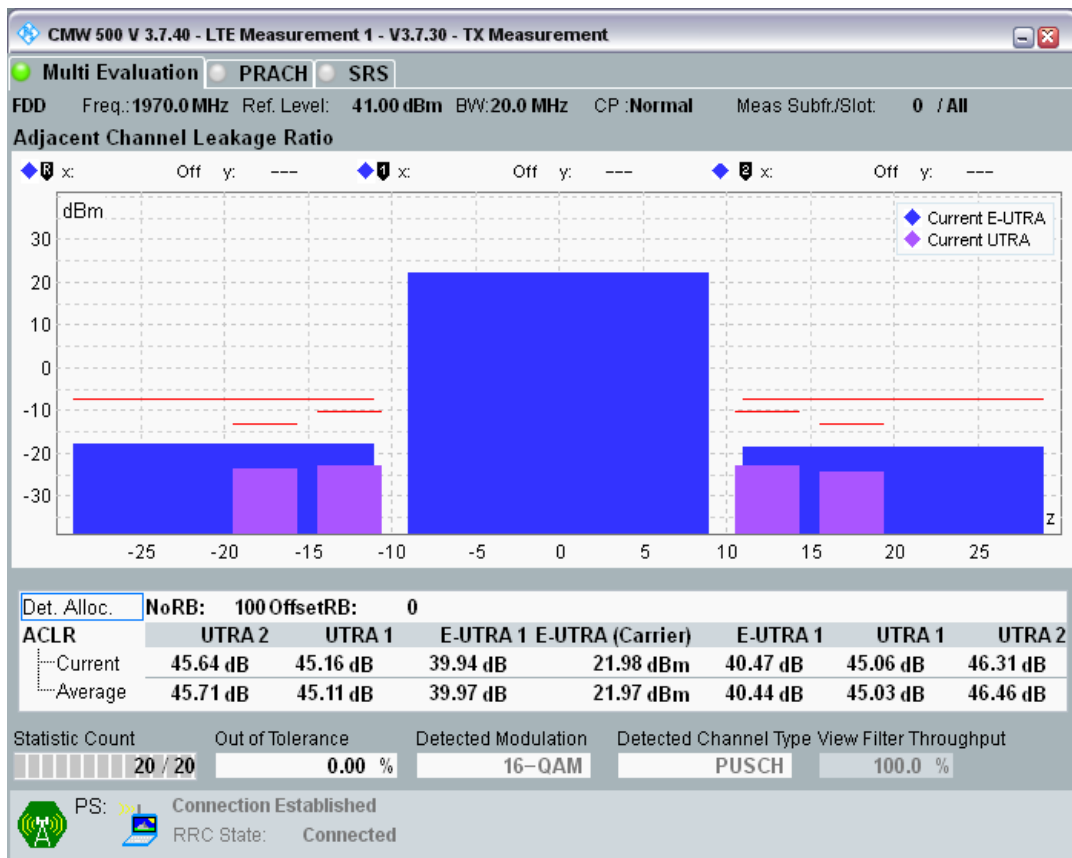 CMW 500 V 3.7.40 - LTE Measurement 1 - V3.7.30 - TX Measurement
Multi Evaluation PRACH SRS
FDD Freq.: 1970.0 MHz Ref. Level: 41.00 dBm BW: 20.0 MHz CP :Normal Meas Subfr./Slot: 0 / All
Adjacent Channel Leakage Ratio
R x: Off y: --- 1 x: Off y: --- 2 x: Off y: ---
dBm
Current E-UTRA
Current UTRA
30
20
10
0
-10
-20
-30
z
-25 -20 -15 -10 -5 0 5 10 15 20 25
Det. Alloc. NoRB: 100 OffsetRB: 0
ACLR UTRA 2 UTRA 1 E-UTRA 1 E-UTRA (Carrier) E-UTRA 1 UTRA 1 UTRA 2
Current 45.64 dB 45.16 dB 39.94 dB 21.98 dBm 40.47 dB 45.06 dB 46.31 dB
Average 45.71 dB 45.11 dB 39.97 dB 21.97 dBm 40.44 dB 45.03 dB 46.46 dB
Statistic Count Out of Tolerance Detected Modulation Detected Channel Type View Filter Throughput
20 / 20 0.00 % 16-QAM PUSCH 100.0 %
PS: Connection Established
RRC State: Connected